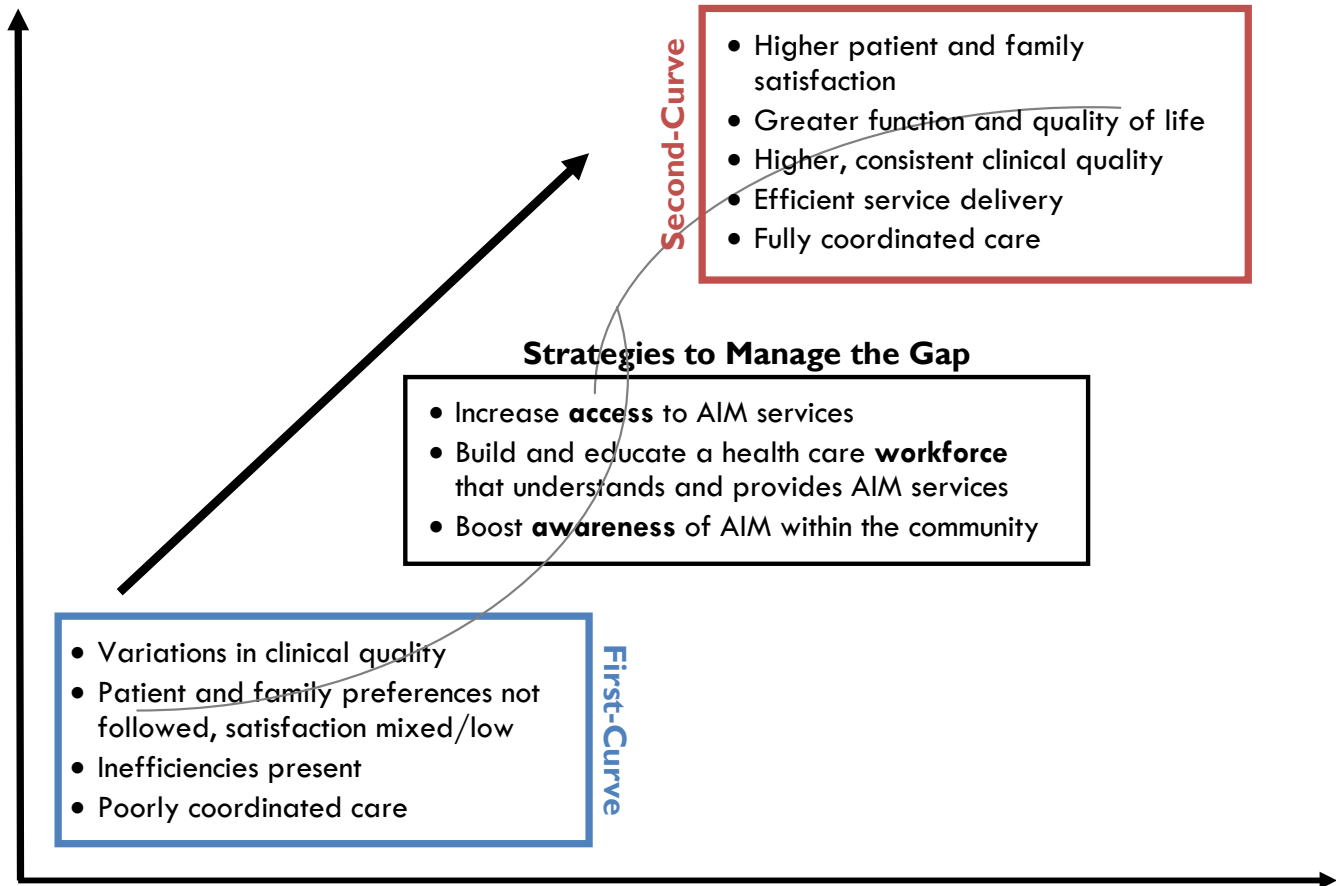 Second-Curve
• Higher patient and family
satisfaction
• Greater function and quality of life
• Higher, consistent clinical quality
• Efficient service delivery
• Fully coordinated care
Strategies to Manage the Gap
• Increase access to AIM services
• Build and educate a health care workforce
that understands and provides AIM services
• Boost awareness of AIM within the community
• Variations in clinical quality
• Patient and family preferences not
followed, satisfaction mixed/low
• Inefficiencies present
• Poorly coordinated care
First-Curve